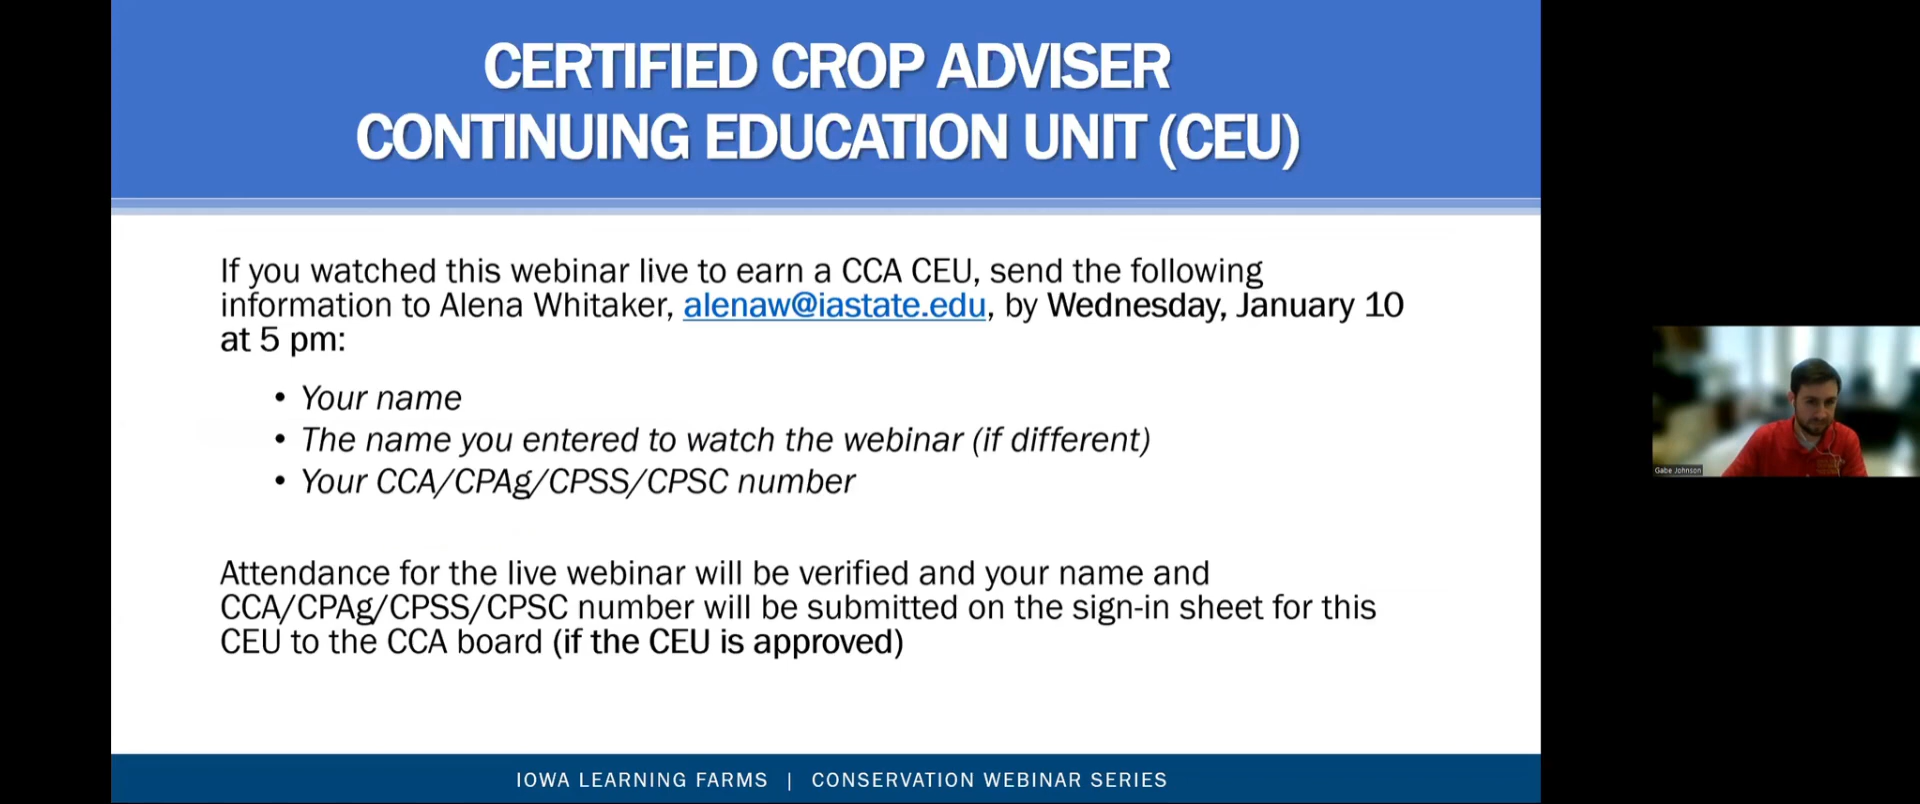 CERTIFIED CROP ADVISER
CONTINUING EDUCATION UNIT (CEU)
If you watched this webinar live to earn a CCA CEU, send the following
information to Alena Whitaker, alenaw@iastate.edu, by Wednesday, January 10
at 5 pm:
• Your name
• The name you entered to watch the webinar (if different)
• Your CCA/CPAg/CPSS/CPSC number
Attendance for the live webinar will be verified and your name and
CCA/CPAg/CPSS/CPSC number will be submitted on the sign-in sheet for this
CEU to the CCA board (if the CEU is approved)
Gabe Johnson
IOWA LEARNING FARMS | CONSERVATION WEBINAR SERIES